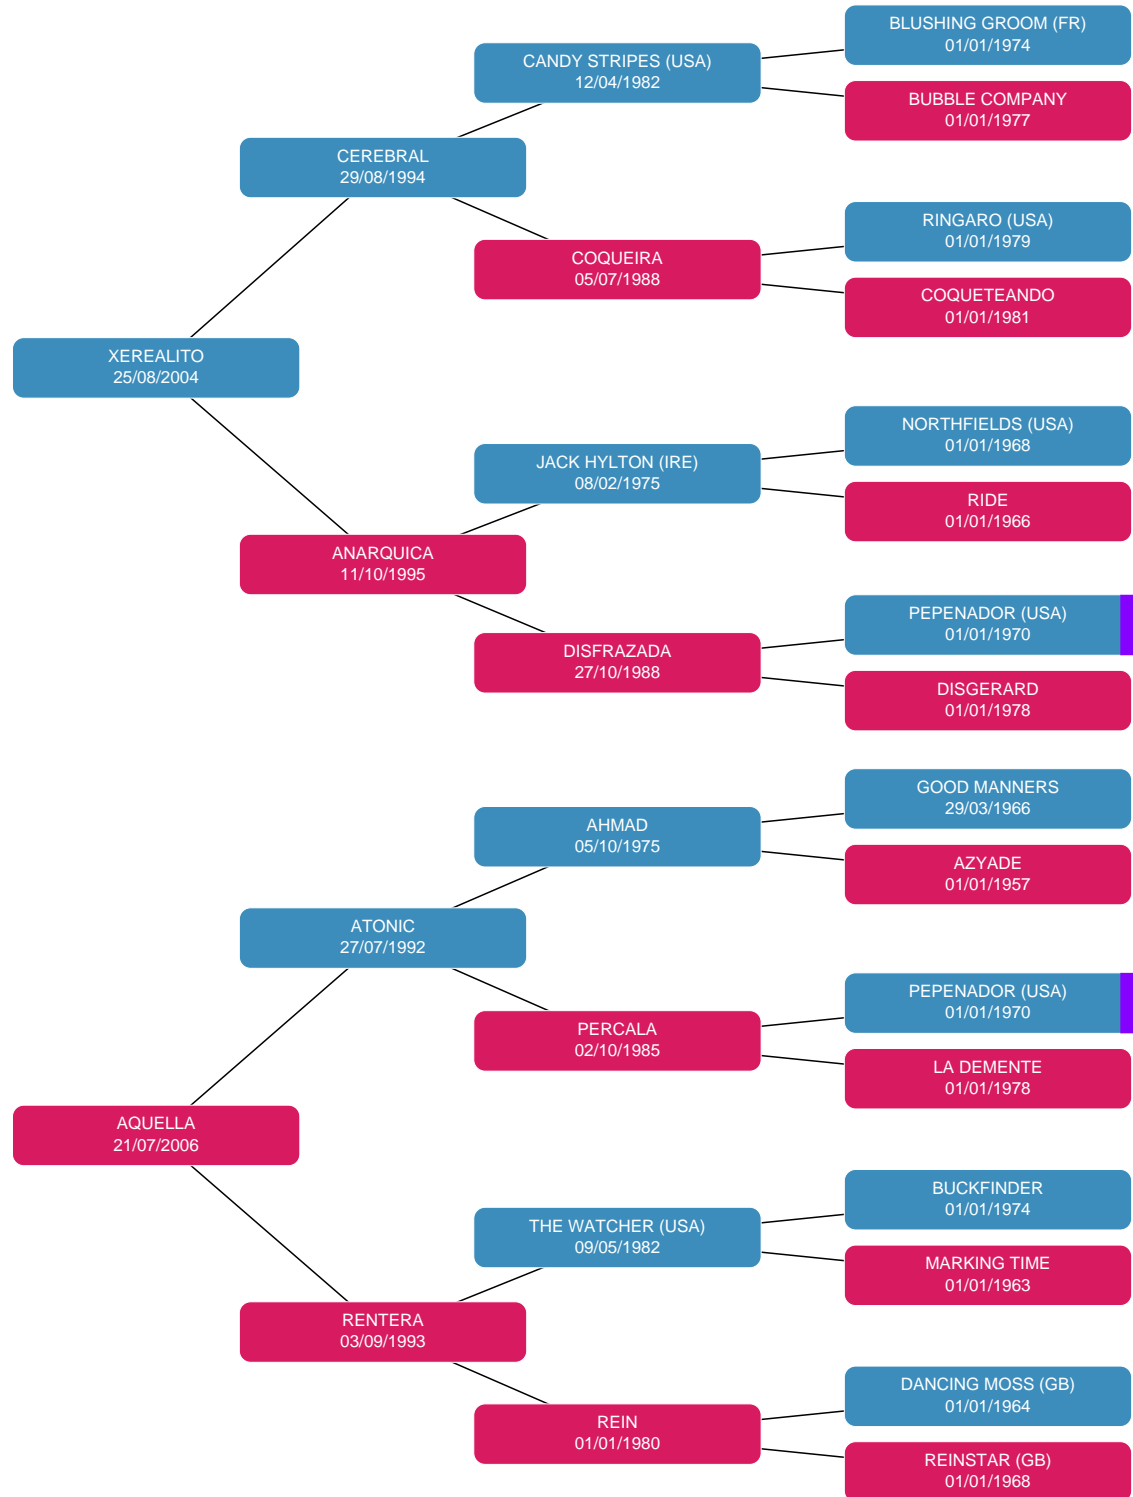 BLUSHING GROOM (FR)
01/01/1974
CANDY STRIPES (USA)
12/04/1982
BUBBLE COMPANY
01/01/1977
CEREBRAL
29/08/1994
RINGARO (USA)
01/01/1979
COQUEIRA
05/07/1988
COQUETEANDO
01/01/1981
XEREALITO
25/08/2004
NORTHFIELDS (USA)
01/01/1968
JACK HYLTON (IRE)
08/02/1975
RIDE
01/01/1966
ANARQUICA
11/10/1995
PEPENADOR (USA)
01/01/1970
DISFRAZADA
27/10/1988
DISGERARD
01/01/1978
GOOD MANNERS
29/03/1966
AHMAD
05/10/1975
AZYADE
01/01/1957
ATONIC
27/07/1992
PEPENADOR (USA)
01/01/1970
PERCALA
02/10/1985
LA DEMENTE
01/01/1978
AQUELLA
21/07/2006
BUCKFINDER
01/01/1974
THE WATCHER (USA)
09/05/1982
MARKING TIME
01/01/1963
RENTERA
03/09/1993
DANCING MOSS (GB)
01/01/1964
REIN
01/01/1980
REINSTAR (GB)
01/01/1968